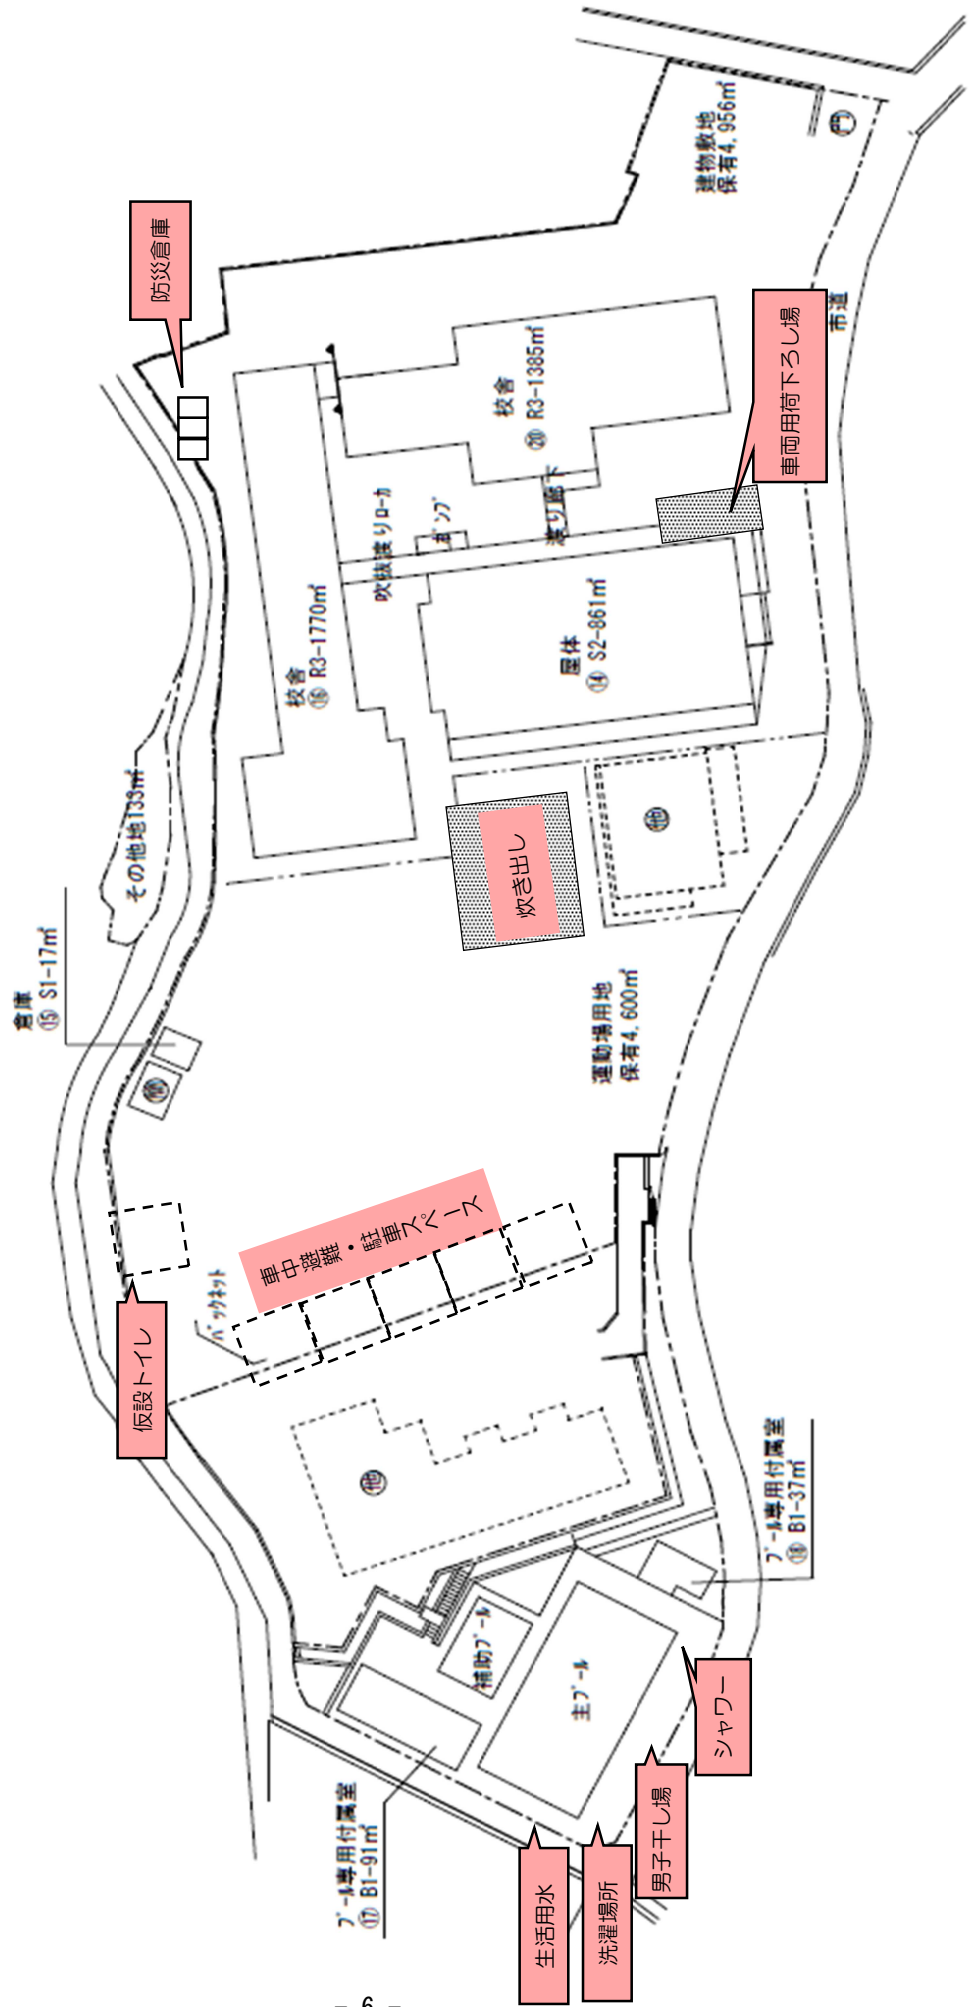 防災倉庫
建物敷地
保有4,956㎡
門
市道
車両用荷下ろし場
校舎
⑳ R3-1385㎡
渡り廊下
ポンプ
吹抜渡りローカ
校舎
⑯ R3-1770㎡
屋体
⑭ S2-861㎡
その他地133㎡
倉庫
⑮ S1-17㎡
炊き出し
他
運動場用地
保有4,600㎡
仮設トイレ
車中避難・駐車スペース
バックネット
他
プール専用付属室
⑱ B1-37㎡
補助プール
主プール
プール専用付属室
⑰ B1-91㎡
シャワー
男子干し場
洗濯場所
生活用水
- 6 -